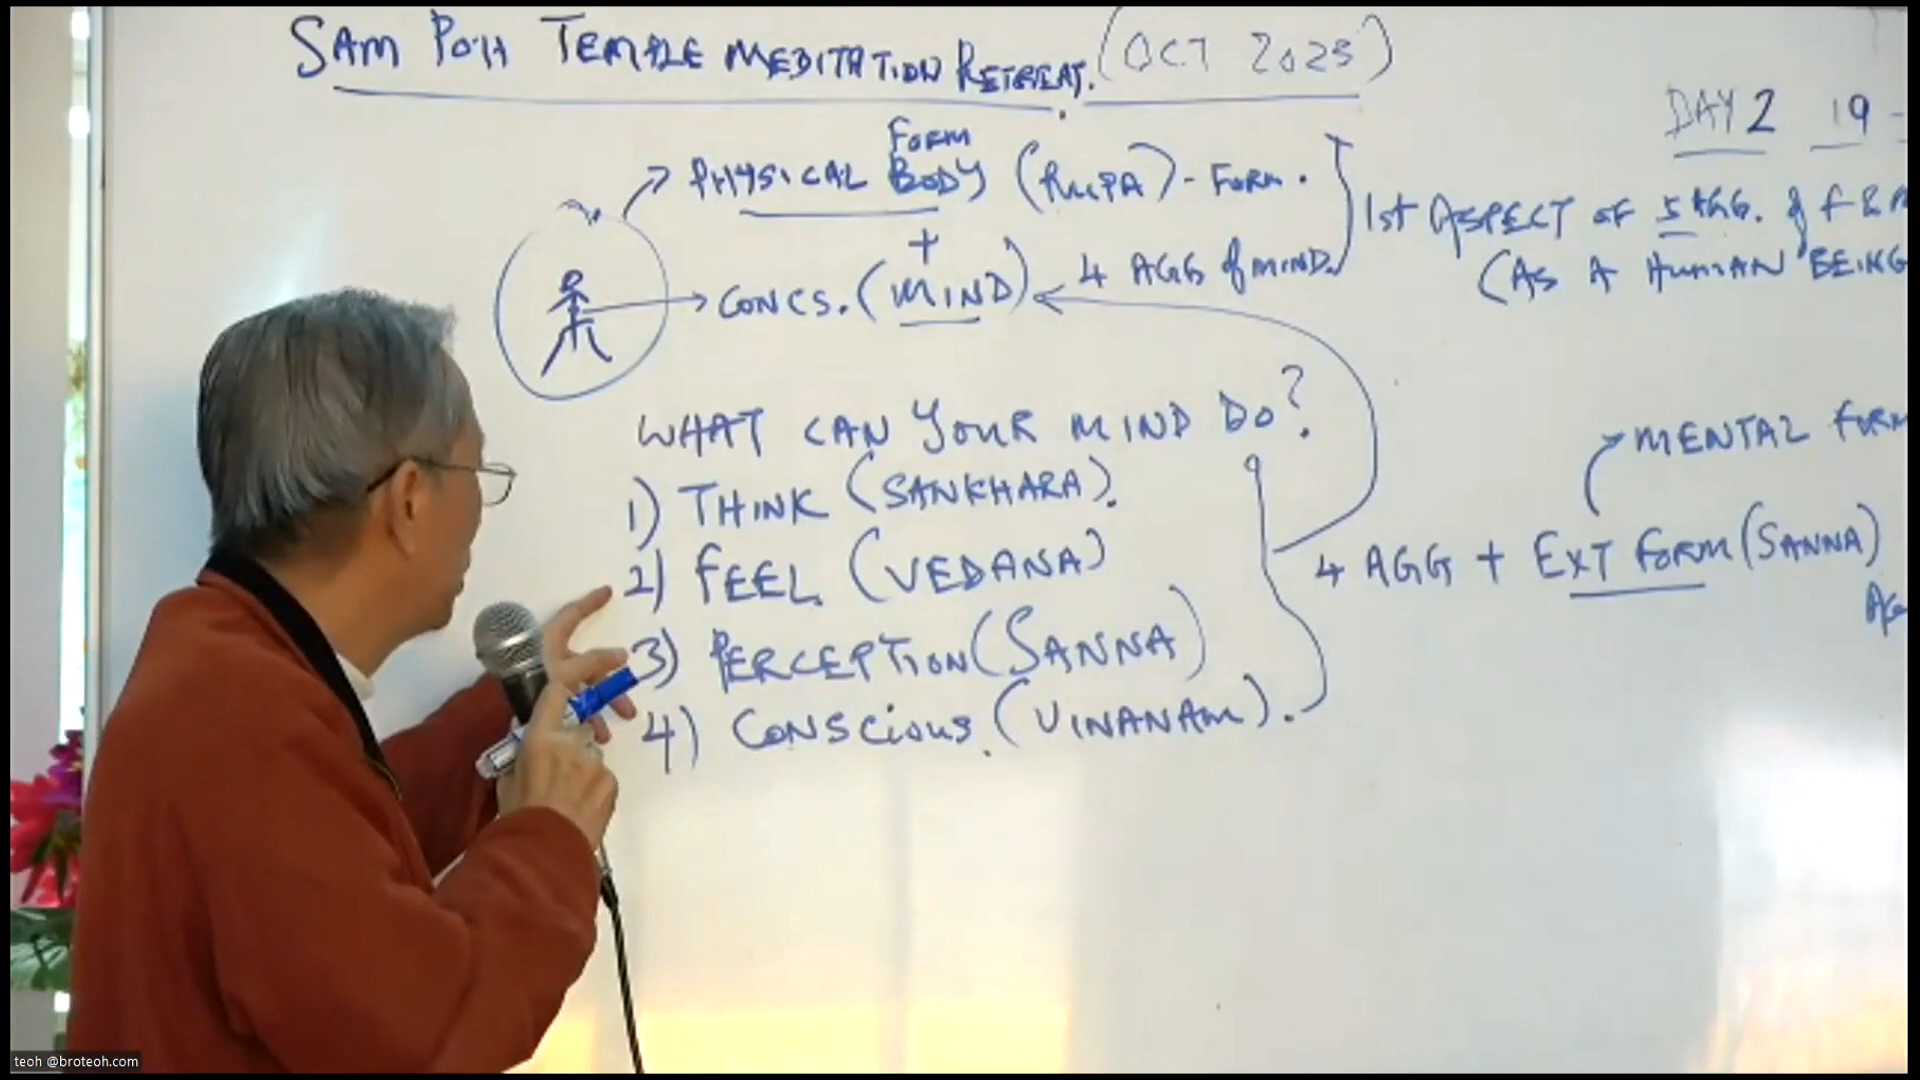 SAM POH TEMPLE MEDITATION RETREAT. (OCT 2025)
DAY 2 19 -
FORM
PHYSICAL BODY (RUPA) - FORM.
+
CONCS. (MIND) 4 AGG of MIND.
1st ASPECT OF 5 AGG. of
(AS A HUMAN BEING
WHAT CAN YOUR MIND DO?
1) THINK (SANKHARA).
2) FEEL (VEDANA)
3) PERCEPTION (SANNA)
4) CONSCIOUS. (VINANAM).
MENTAL FORM
4 AGG + EXT FORM (SANNA)
teoh @broteoh.com